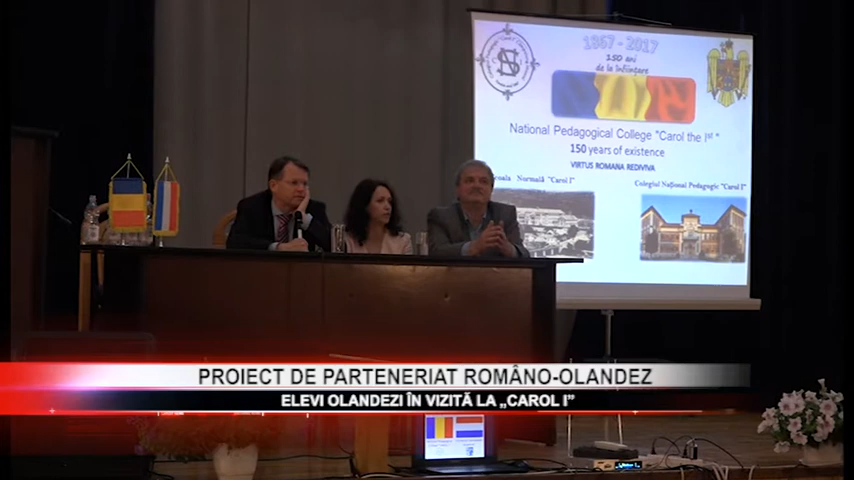 1867 - 2017
150 ani
de la înființare
National Pedagogical College "Carol the Ist "
150 years of existence
VIRTUS ROMANA REDIVIVA
Normală "Carol I"
Colegiul Național Pedagogic "Carol I"
PROIECT DE PARTENERIAT ROMÂNO-OLANDEZ
ELEVI OLANDEZI ÎN VIZITĂ LA „CAROL I”